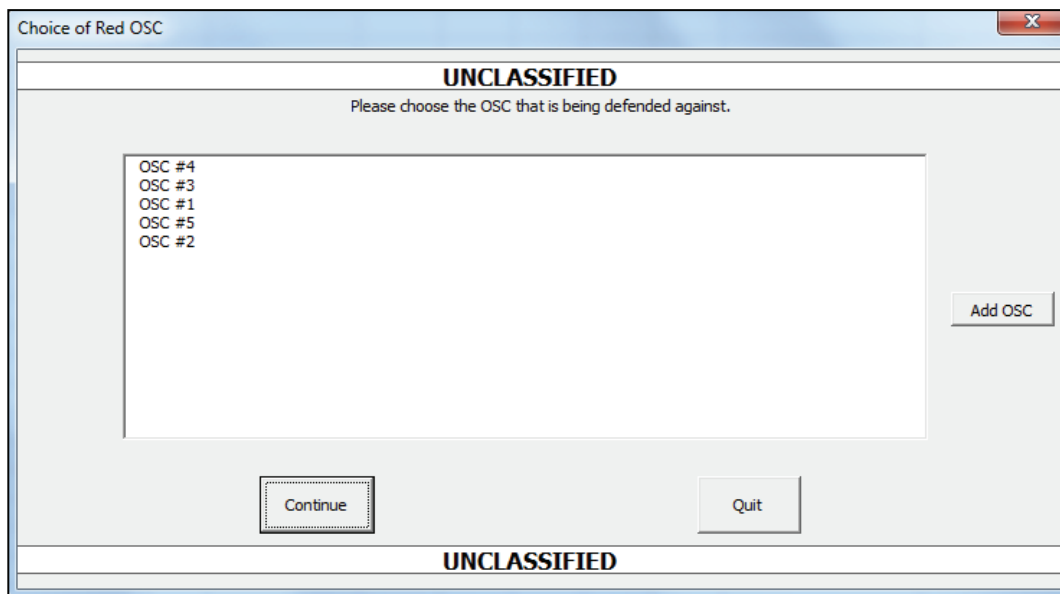 Choice of Red OSC
UNCLASSIFIED
Please choose the OSC that is being defended against.
OSC #4
OSC #3
OSC #1
OSC #5
OSC #2
Add OSC
Continue
Quit
UNCLASSIFIED